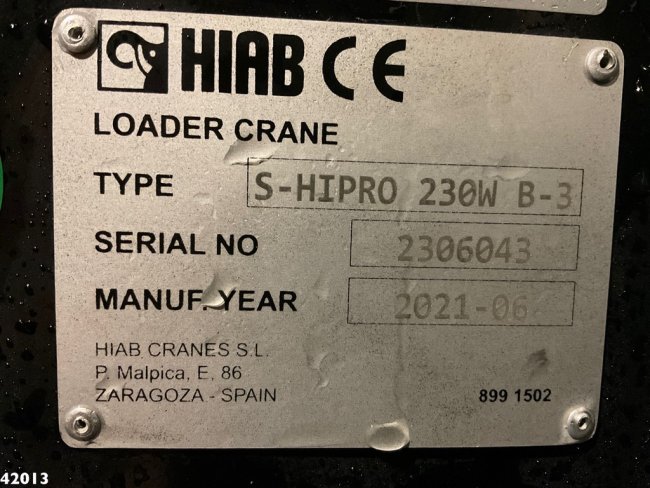 HIAB CE
LOADER CRANE
TYPE S-HIPRO 230W B-3
SERIAL NO 2306043
MANUF. YEAR 2021-06
HIAB CRANES S.L.
P. Malpica, E, 86
ZARAGOZA - SPAIN 899 1502
42013